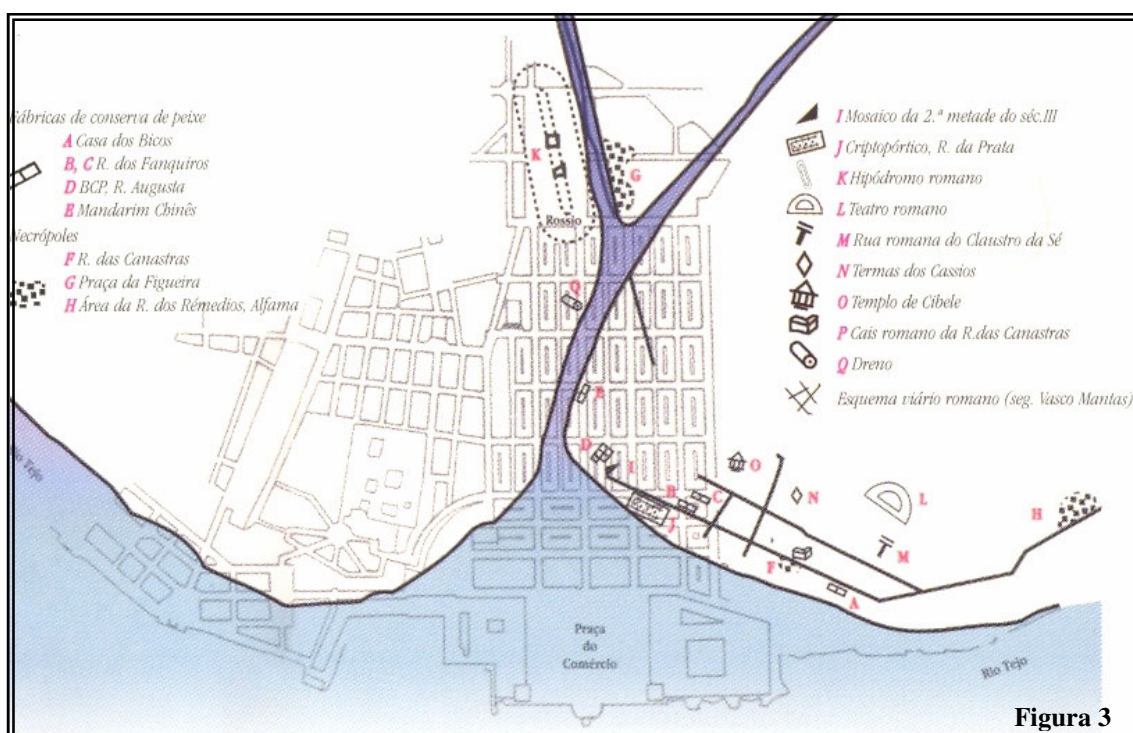 Fábricas de conserva de peixe
A Casa dos Bicos
B, C R. dos Fanquiros
D BCP, R. Augusta
E Mandarim Chinês
Necrópoles
F R. das Canastras
G Praça da Figueira
H Área da R. dos Rémedios, Alfama
I Mosaico da 2.ª metade do séc.III
J Criptopórtico, R. da Prata
K Hipódromo romano
L Teatro romano
M Rua romana do Claustro da Sé
N Termas dos Cassios
O Templo de Cibele
P Cais romano da R.das Canastras
Q Dreno
Esquema viário romano (seg. Vasco Mantas)
K
G
Rossio
Q
E
D
I
B
C
J
O
N
L
M
H
F
A
Rio Tejo
Praça
do
Comércio
Rio Tejo
Figura 3